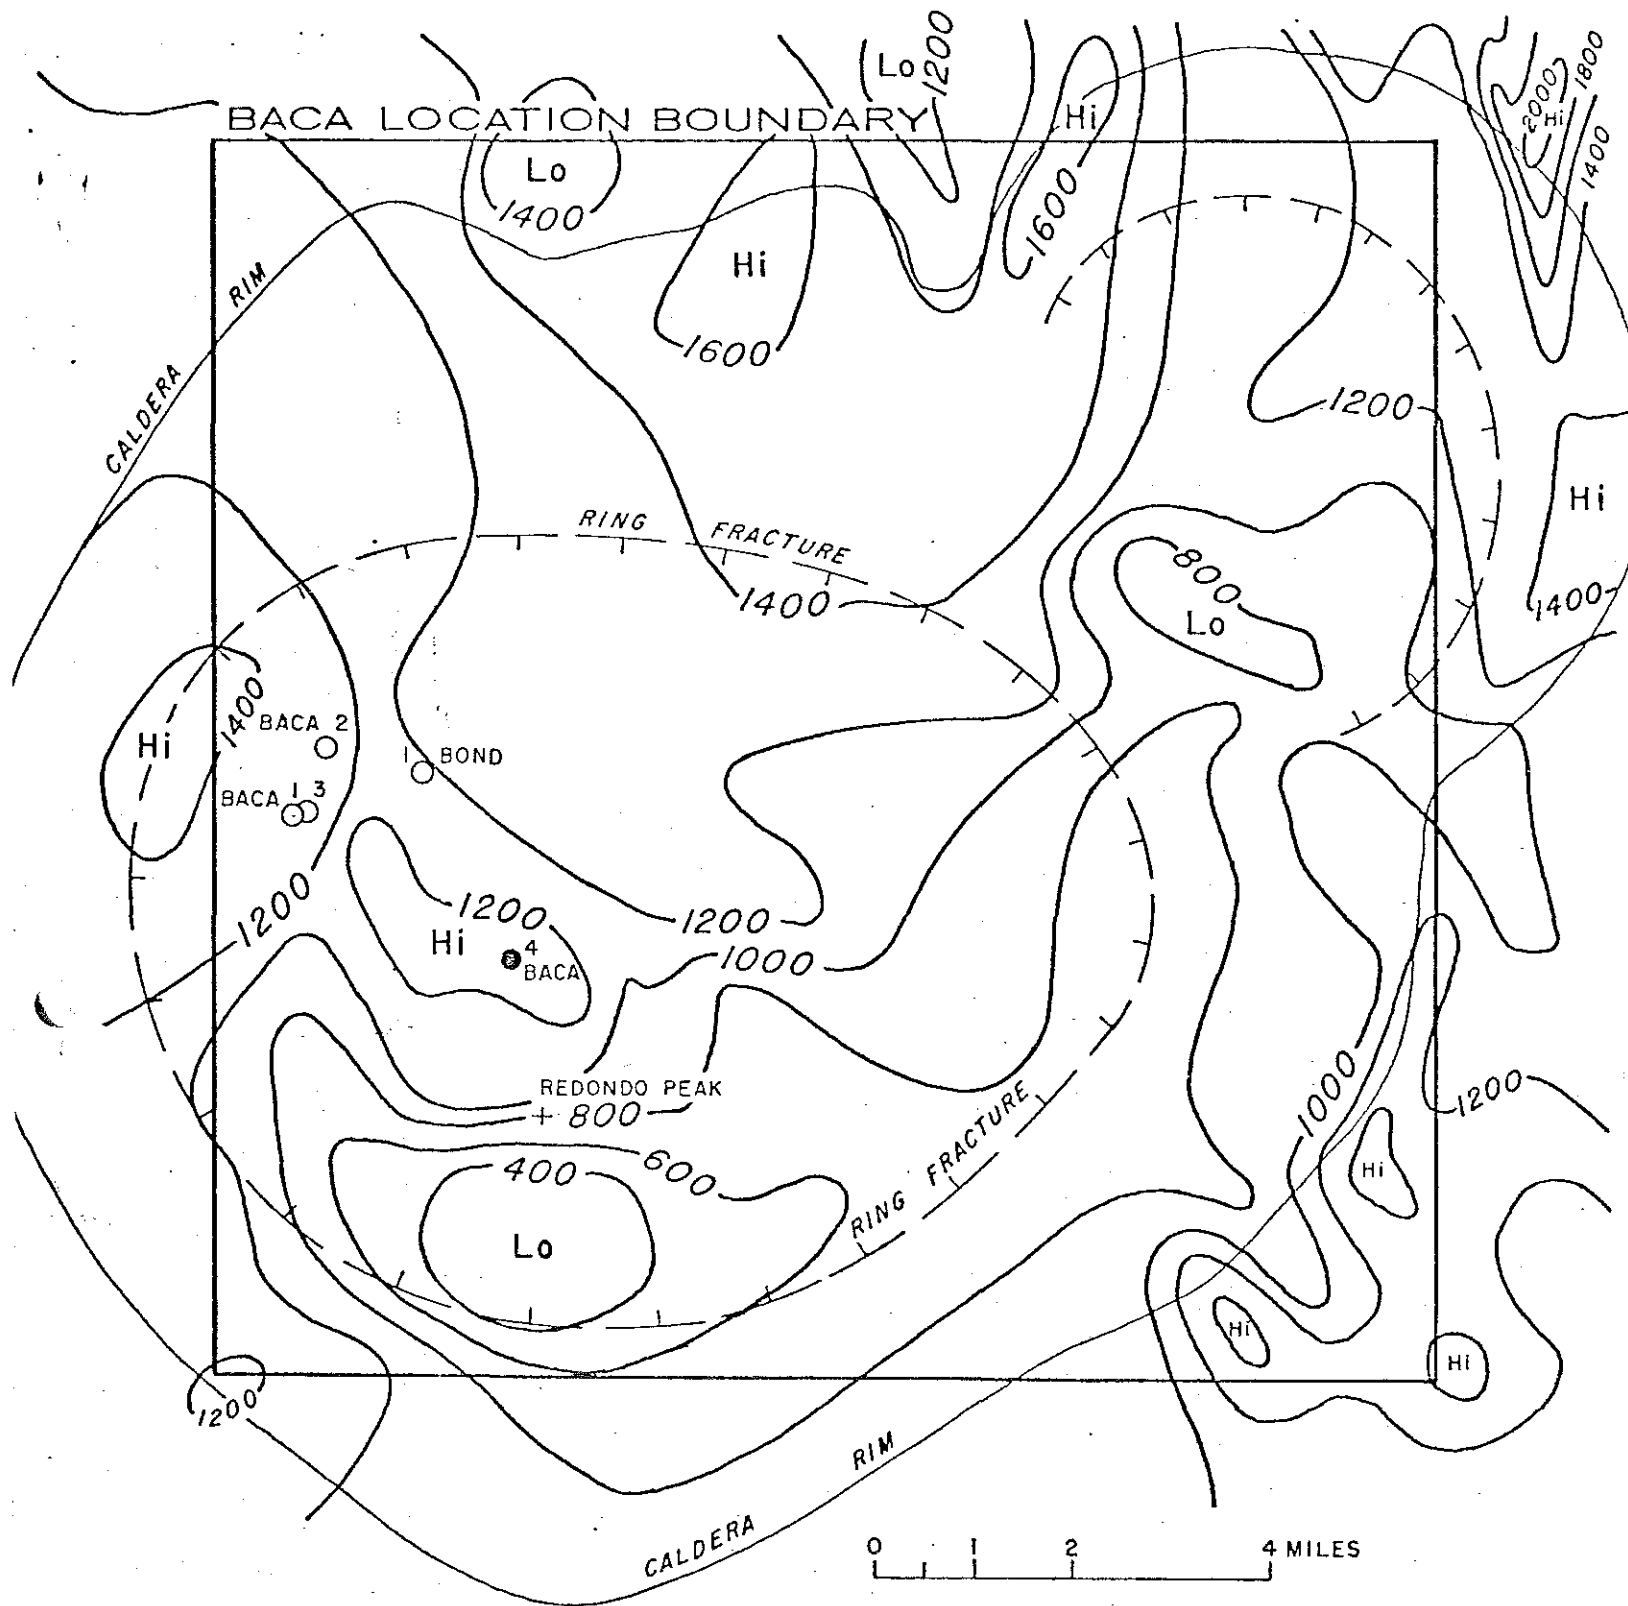 Lo
1200
2000
1800
Hi
Hi
1400
BACA LOCATION BOUNDARY
Lo
1400
1600
Hi
1600
RIM
CALDERA
1200
Hi
RING FRACTURE
1400
800
Lo
1400
Hi
1400
BACA 2
1 BOND
BACA 1 3
1200
1200
Hi
4
BACA
1200
1000
REDONDO PEAK
+ 800
400
600
Lo
RING FRACTURE
1000
1200
Hi
Hi
Hi
1200
CALDERA RIM
0 1 2 4 MILES